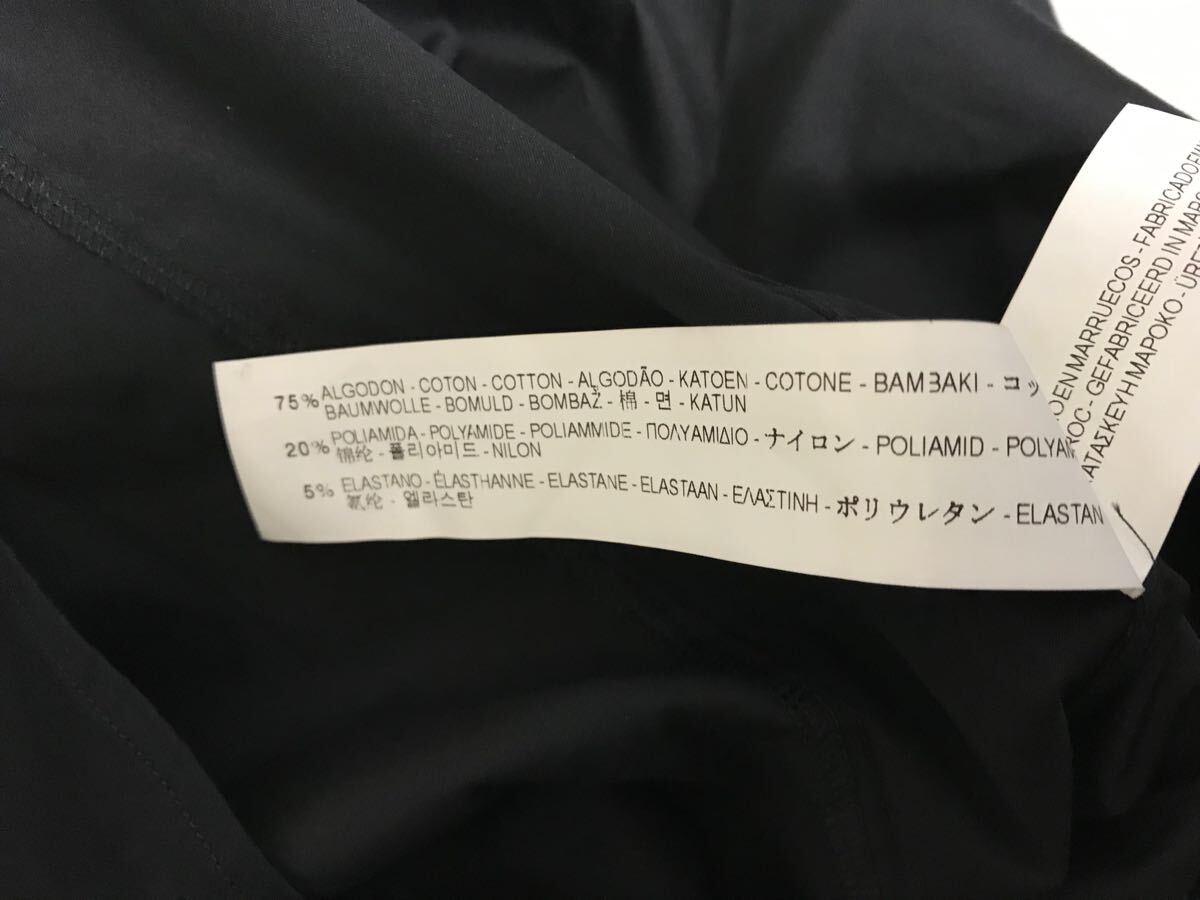 75% ALGODON - COTON - COTTON - ALGODÃO - KATOEN - COTONE - BAMBAKI - コッ
BAUMWOLLE - BOMULD - BOMBAŽ - 棉 - 면 - KATUN
20% POLIAMIDA - POLYAMIDE - POLIAMMIDE - ΠΟΛΥΑΜΙΔΙΟ - ナイロン - POLIAMID - POLYAM
锦纶 - 폴리아미드 - NILON
5% ELASTANO - ÉLASTHANNE - ELASTANE - ELASTAAN - ΕΛΑΣΤΙΝΗ - ポリウレタン - ELASTAN
氨纶 - 엘라스탄
EN MARRUECOS - FABRICADO EM
ROC - GEFABRICEERD IN MARO
ΚΑΤΑΣΚΕΥΗ ΜΑΡΟΚΟ - ÜRET